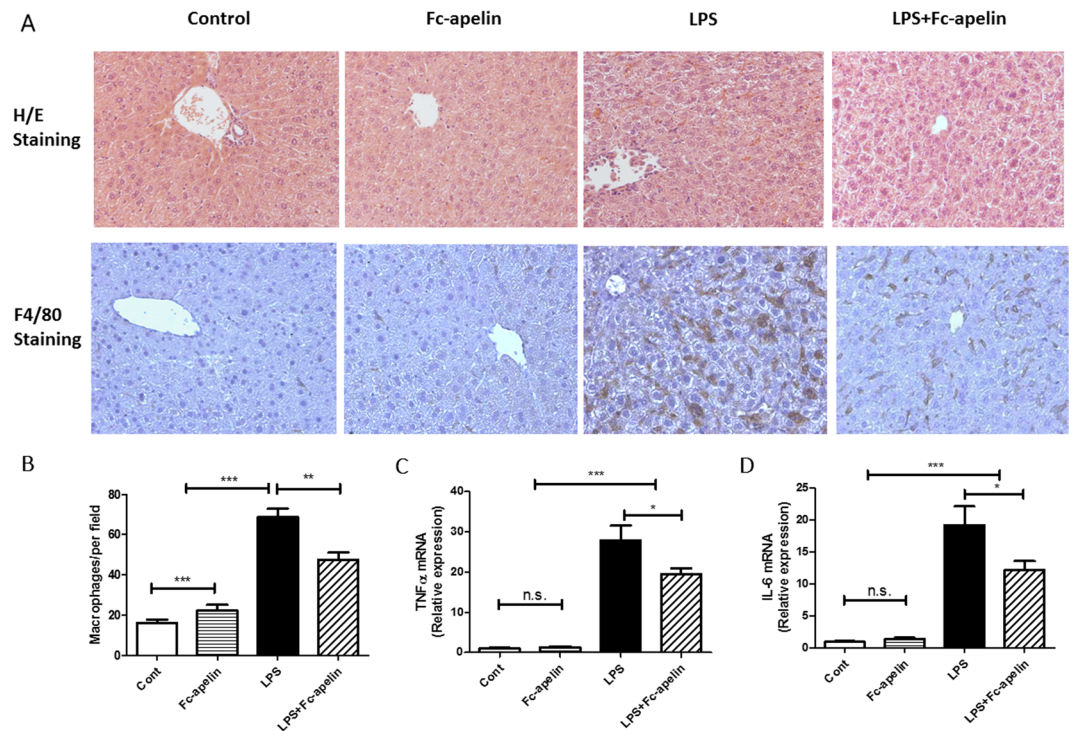 A
Control
Fc-apelin
LPS
LPS+Fc-apelin
H/E
Staining
F4/80
Staining
B
***
**
***
80
60
40
20
0
Macrophages/per field
Cont
Fc-apelin
LPS
LPS+Fc-apelin
C
***
*
n.s.
40
30
20
10
0
TNFα mRNA
(Relative expression)
Cont
Fc-apelin
LPS
LPS+Fc-apelin
D
***
*
n.s.
25
20
15
10
5
0
IL-6 mRNA
(Relative expression)
Cont
Fc-apelin
LPS
LPS+Fc-apelin